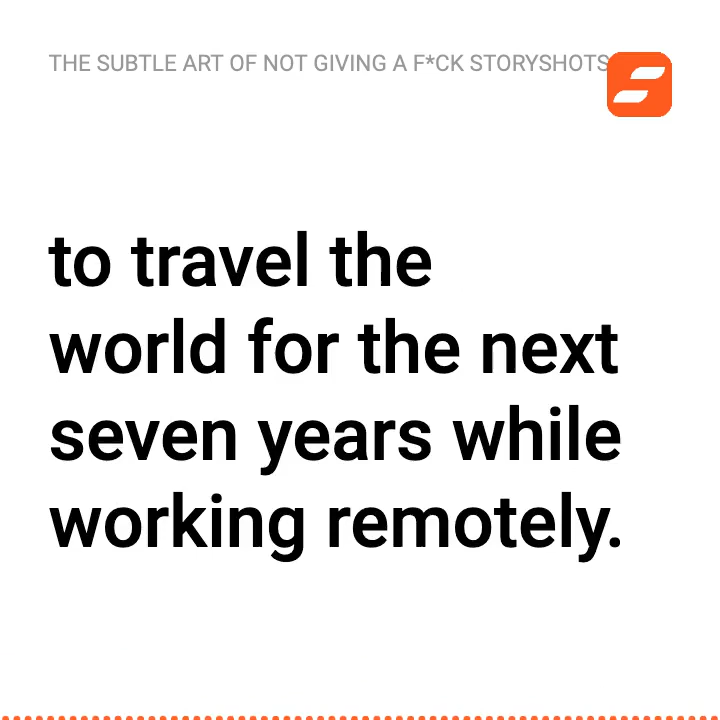 THE SUBTLE ART OF NOT GIVING A F*CK STORYSHOTS
to travel the
world for the next
seven years while
working remotely.